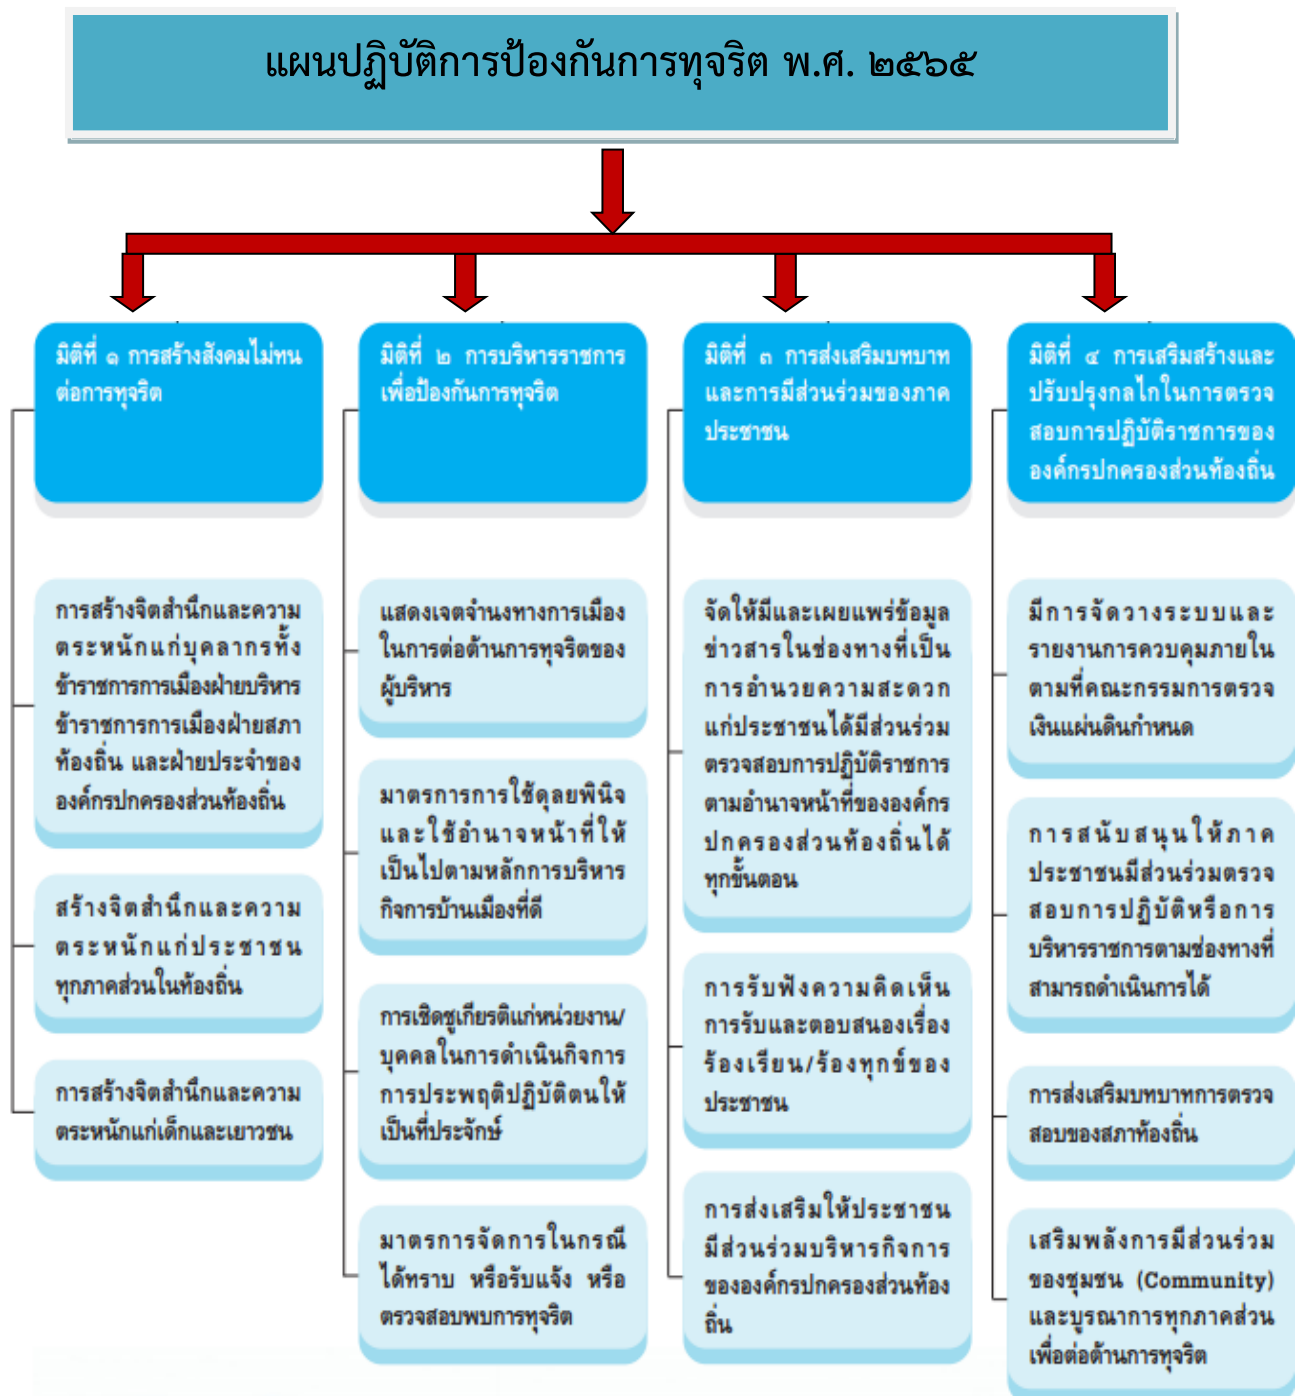 แผนปฏิบัติการป้องกันการทุจริต พ.ศ. ๒๕๖๕
มิติที่ ๑ การสร้างสังคมไม่ทน
ต่อการทุจริต
การสร้างจิตสำนึกและความ
ตระหนักแก่บุคลากรทั้ง
ข้าราชการการเมืองฝ่ายบริหาร
ข้าราชการการเมืองฝ่ายสภา
ท้องถิ่น และฝ่ายประจำของ
องค์กรปกครองส่วนท้องถิ่น
สร้างจิตสำนึกและความ
ตระหนักแก่ประชาชน
ทุกภาคส่วนในท้องถิ่น
การสร้างจิตสำนึกและความ
ตระหนักแก่เด็กและเยาวชน
มิติที่ ๒ การบริหารราชการ
เพื่อป้องกันการทุจริต
แสดงเจตจำนงทางการเมือง
ในการต่อต้านการทุจริตของ
ผู้บริหาร
มาตรการการใช้ดุลยพินิจ
และใช้อำนาจหน้าที่ให้
เป็นไปตามหลักการบริหาร
กิจการบ้านเมืองที่ดี
การเชิดชูเกียรติแก่หน่วยงาน/
บุคคลในการดำเนินกิจการ
การประพฤติปฏิบัติตนให้
เป็นที่ประจักษ์
มาตรการจัดการในกรณี
ได้ทราบ หรือรับแจ้ง หรือ
ตรวจสอบพบการทุจริต
มิติที่ ๓ การส่งเสริมบทบาท
และการมีส่วนร่วมของภาค
ประชาชน
จัดให้มีและเผยแพร่ข้อมูล
ข่าวสารในช่องทางที่เป็น
การอำนวยความสะดวก
แก่ประชาชนได้มีส่วนร่วม
ตรวจสอบการปฏิบัติราชการ
ตามอำนาจหน้าที่ขององค์กร
ปกครองส่วนท้องถิ่นได้
ทุกขั้นตอน
การรับฟังความคิดเห็น
การรับและตอบสนองเรื่อง
ร้องเรียน/ร้องทุกข์ของ
ประชาชน
การส่งเสริมให้ประชาชน
มีส่วนร่วมบริหารกิจการ
ขององค์กรปกครองส่วนท้อง
ถิ่น
มิติที่ ๔ การเสริมสร้างและ
ปรับปรุงกลไกในการตรวจ
สอบการปฏิบัติราชการของ
องค์กรปกครองส่วนท้องถิ่น
มีการจัดวางระบบและ
รายงานการควบคุมภายใน
ตามที่คณะกรรมการตรวจ
เงินแผ่นดินกำหนด
การสนับสนุนให้ภาค
ประชาชนมีส่วนร่วมตรวจ
สอบการปฏิบัติหรือการ
บริหารราชการตามช่องทางที่
สามารถดำเนินการได้
การส่งเสริมบทบาทการตรวจ
สอบของสภาท้องถิ่น
เสริมพลังการมีส่วนร่วม
ของชุมชน (Community)
และบูรณาการทุกภาคส่วน
เพื่อต่อต้านการทุจริต